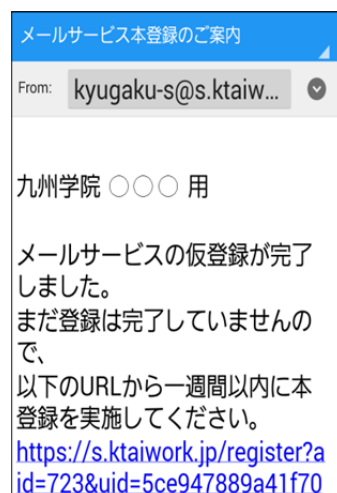 メールサービス本登録のご案内
From: kyugaku-s@s.ktaiw...
九州学院 ○○○ 用
メールサービスの仮登録が完了
しました。
まだ登録は完了していませんの
で、
以下のURLから一週間以内に本
登録を実施してください。
https://s.ktaiwork.jp/register?a
id=723&uid=5ce947889a41f70